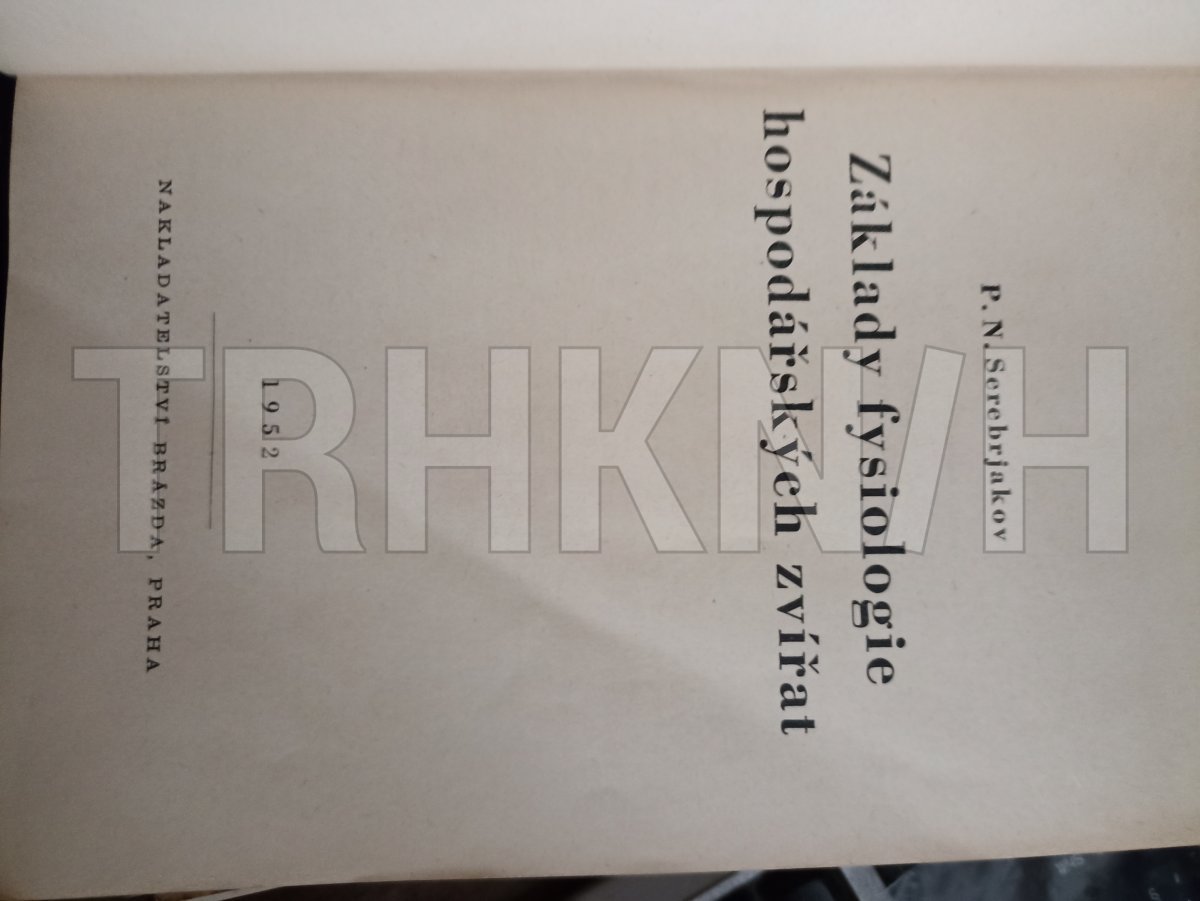 P. N. Serebrjakov
Základy fysiologie
hospodářských zvířat
1952
NAKLADATELSTVÍ BRÁZDA, PRAHA
TRHKNIH